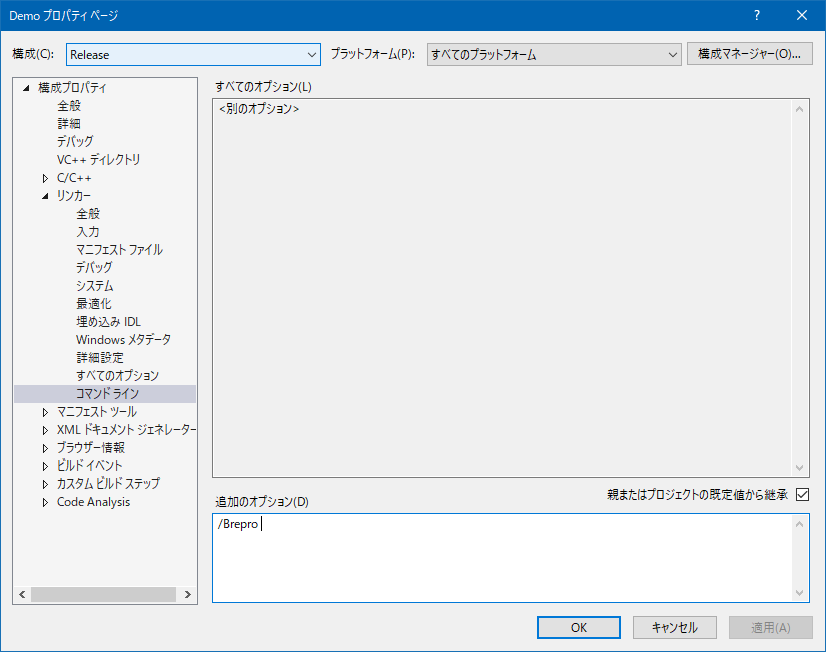 Demo プロパティ ページ
?
構成(C):
Release
プラットフォーム(P):
すべてのプラットフォーム
構成マネージャー(O)...
構成プロパティ
全般
詳細
デバッグ
VC++ ディレクトリ
C/C++
リンカー
全般
入力
マニフェスト ファイル
デバッグ
システム
最適化
埋め込み IDL
Windows メタデータ
詳細設定
すべてのオプション
コマンド ライン
マニフェスト ツール
XML ドキュメント ジェネレーター
ブラウザー情報
ビルド イベント
カスタム ビルド ステップ
Code Analysis
すべてのオプション(L)
<別のオプション>
親またはプロジェクトの既定値から継承
追加のオプション(D)
/Brepro
OK
キャンセル
適用(A)